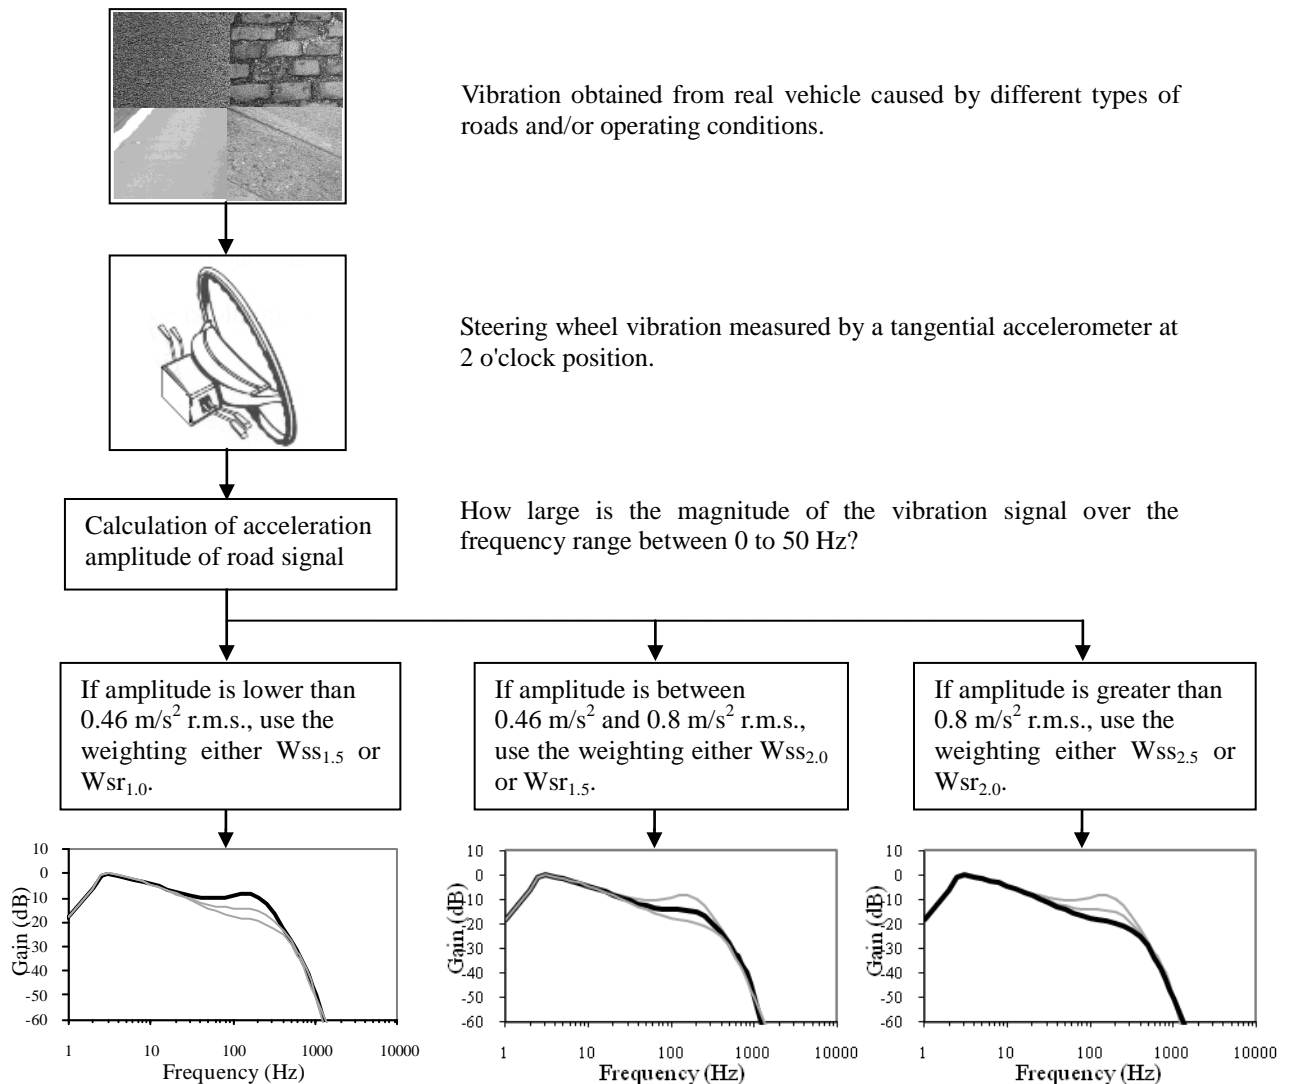 Vibration obtained from real vehicle caused by different types of
roads and/or operating conditions.
Steering wheel vibration measured by a tangential accelerometer at
2 o'clock position.
Calculation of acceleration
amplitude of road signal
How large is the magnitude of the vibration signal over the
frequency range between 0 to 50 Hz?
If amplitude is lower than
0.46 m/s² r.m.s., use the
weighting either Wss₁.₅ or
Wsr₁.₀.
If amplitude is between
0.46 m/s² and 0.8 m/s² r.m.s.,
use the weighting either Wss₂.₀
or Wsr₁.₅.
If amplitude is greater than
0.8 m/s² r.m.s., use the
weighting either Wss₂.₅ or
Wsr₂.₀.
Gain (dB)
10
0
-10
-20
-30
-40
-50
-60
1 10 100 1000 10000
Frequency (Hz)
Gain (dB)
10
0
-10
-20
-30
-40
-50
-60
1 10 100 1000 10000
Frequency (Hz)
Gain (dB)
10
0
-10
-20
-30
-40
-50
-60
1 10 100 1000 10000
Frequency (Hz)